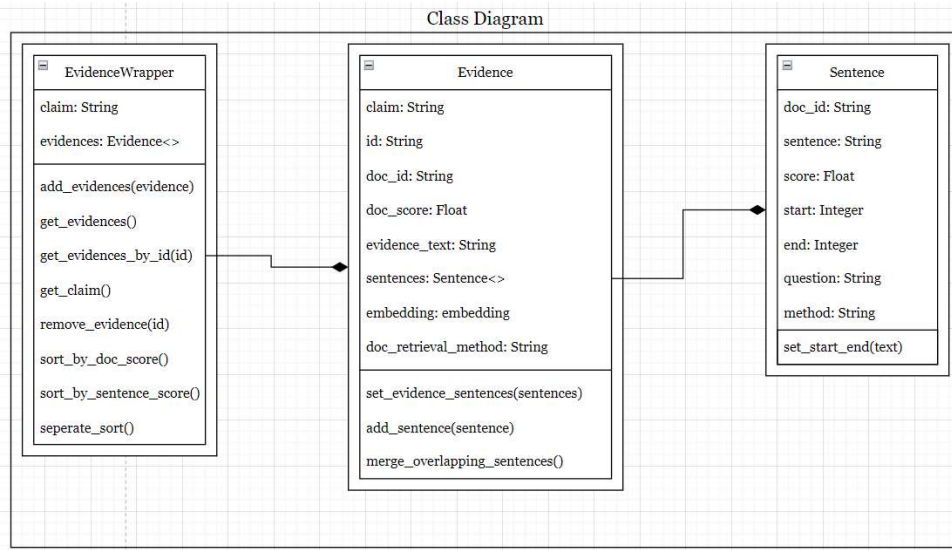 Class Diagram
EvidenceWrapper
claim: String
evidences: Evidence<>
add_evidences(evidence)
get_evidences()
get_evidences_by_id(id)
get_claim()
remove_evidence(id)
sort_by_doc_score()
sort_by_sentence_score()
seperate_sort()
Evidence
claim: String
id: String
doc_id: String
doc_score: Float
evidence_text: String
sentences: Sentence<>
embedding: embedding
doc_retrieval_method: String
set_evidence_sentences(sentences)
add_sentence(sentence)
merge_overlapping_sentences()
Sentence
doc_id: String
sentence: String
score: Float
start: Integer
end: Integer
question: String
method: String
set_start_end(text)